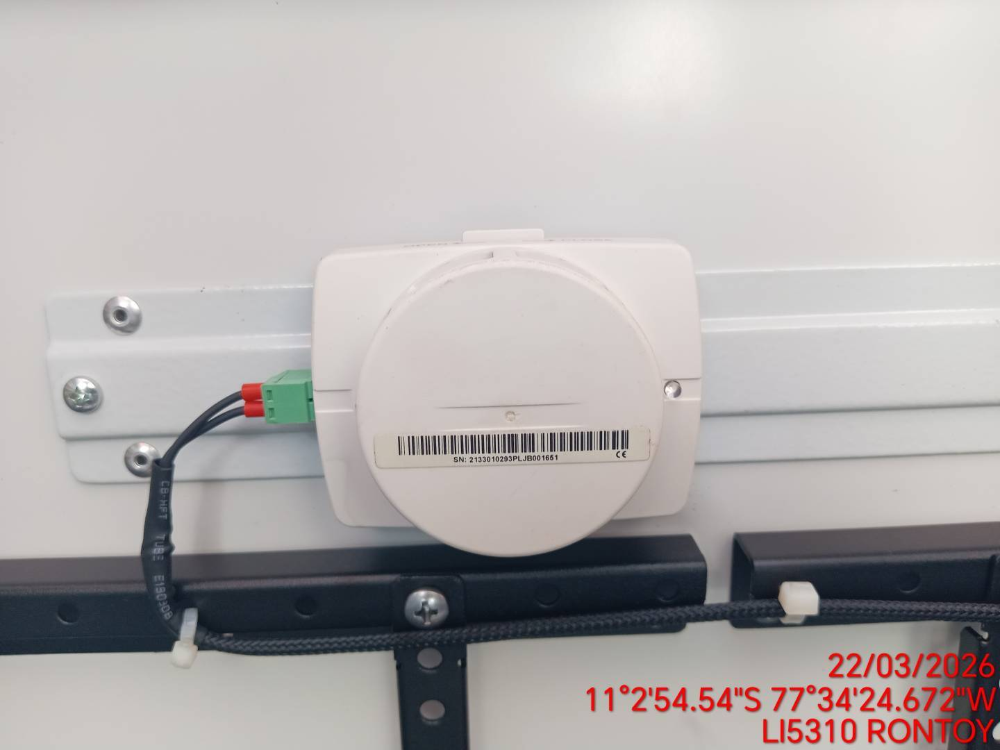 SN: 2133010293PLJB001651
CE
CB-HFT TUBE E180908
22/03/2026
11°2'54.54"S 77°34'24.672"W
LI5310 RONTOY